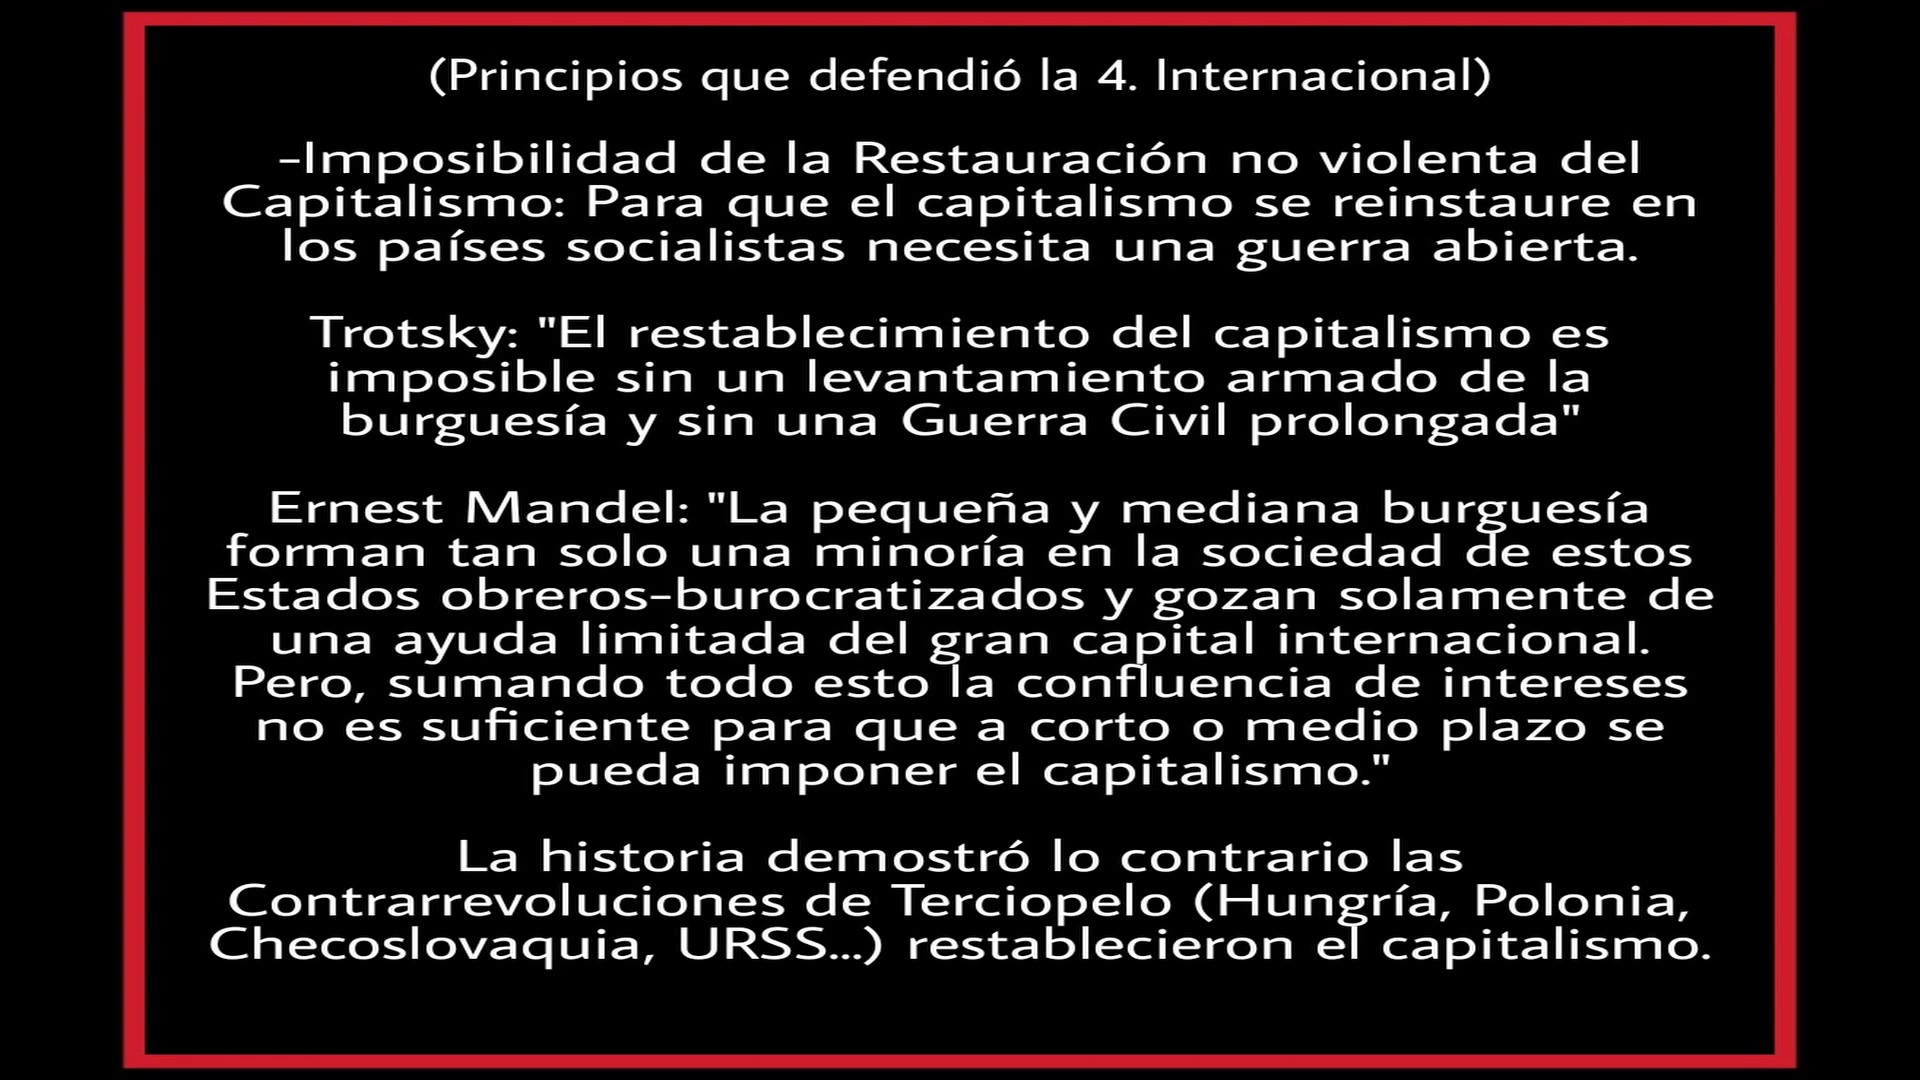 (Principios que defendió la 4. Internacional)
-Imposibilidad de la Restauración no violenta del
Capitalismo: Para que el capitalismo se reinstaure en
los países socialistas necesita una guerra abierta.
Trotsky: "El restablecimiento del capitalismo es
imposible sin un levantamiento armado de la
burguesía y sin una Guerra Civil prolongada"
Ernest Mandel: "La pequeña y mediana burguesía
forman tan solo una minoría en la sociedad de estos
Estados obreros-burocratizados y gozan solamente de
una ayuda limitada del gran capital internacional.
Pero, sumando todo esto la confluencia de intereses
no es suficiente para que a corto o medio plazo se
pueda imponer el capitalismo."
La historia demostró lo contrario las
Contrarrevoluciones de Terciopelo (Hungría, Polonia,
Checoslovaquia, URSS...) restablecieron el capitalismo.